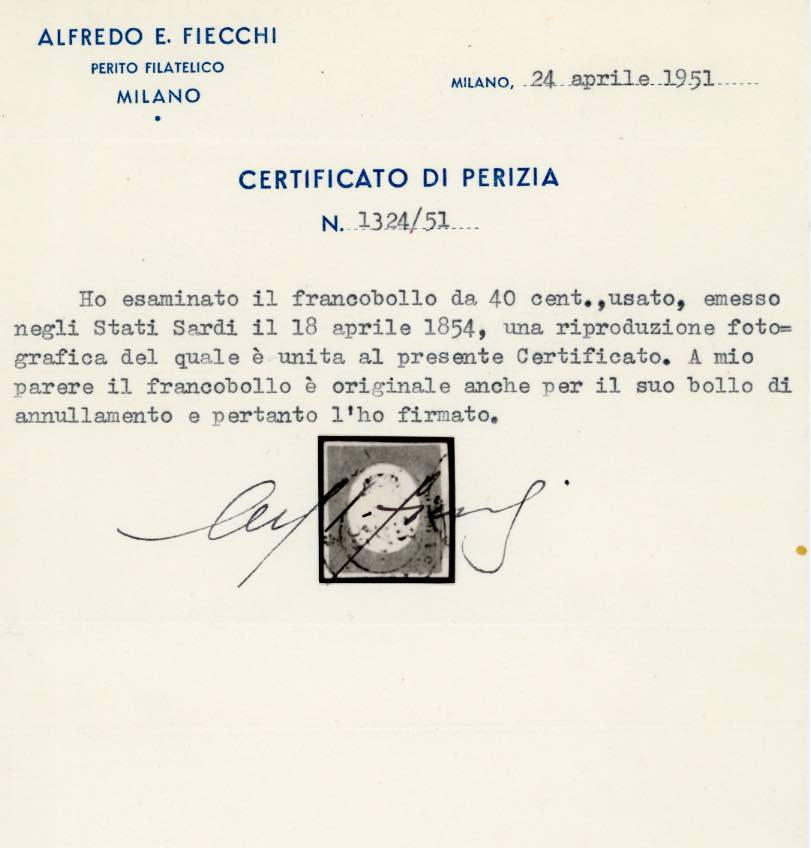 ALFREDO E. FIECCHI
PERITO FILATELICO
MILANO
MILANO, 24 aprile 1951
CERTIFICATO DI PERIZIA
N. 1324/51
Ho esaminato il francobollo da 40 cent.,usato, emesso
negli Stati Sardi il 18 aprile 1854, una riproduzione foto=
grafica del quale è unita al presente Certificato. A mio
parere il francobollo è originale anche per il suo bollo di
annullamento e pertanto l'ho firmato.